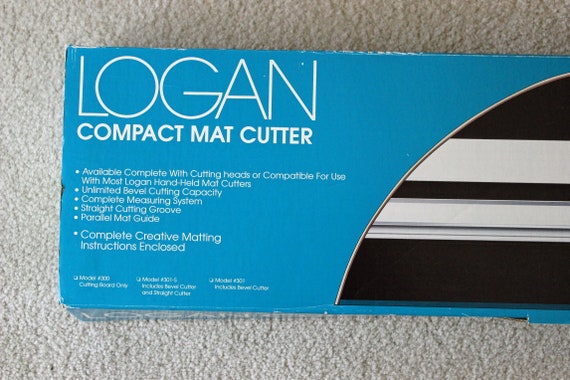 LOGAN
COMPACT MAT CUTTER
• Available Complete With Cutting heads or Compatible For Use
With Most Logan Hand-Held Mat Cutters
• Unlimited Bevel Cutting Capacity
• Complete Measuring System
• Straight Cutting Groove
• Parallel Mat Guide
• Complete Creative Matting
Instructions Enclosed
❑ Model #300
Cutting Board Only
❑ Model #301-S
Includes Bevel Cutter
and Straight Cutter
❑ Model #301
Includes Bevel Cutter